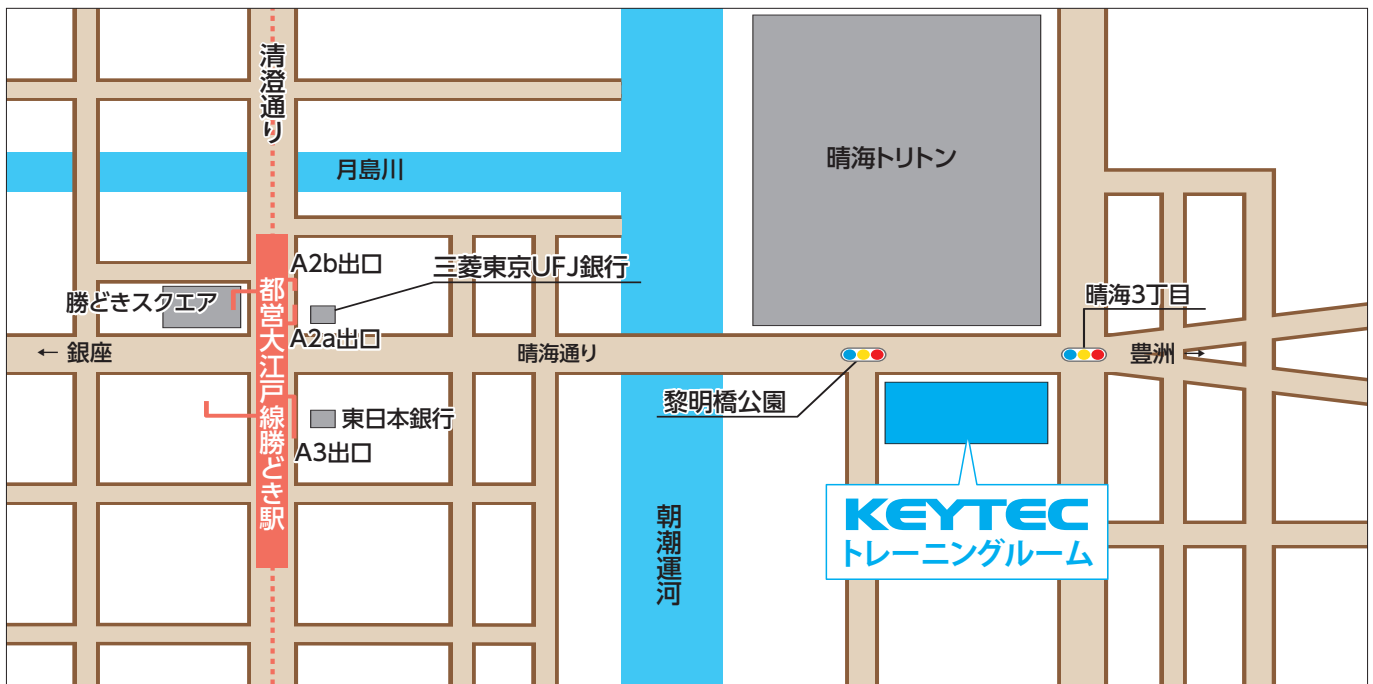 清澄通り
月島川
晴海トリトン
A2b出口
三菱東京UFJ銀行
勝どきスクエア
都営大江戸線勝どき駅
晴海3丁目
A2a出口
← 銀座
晴海通り
豊洲 →
黎明橋公園
東日本銀行
A3出口
KEYTEC
トレーニングルーム
朝潮運河